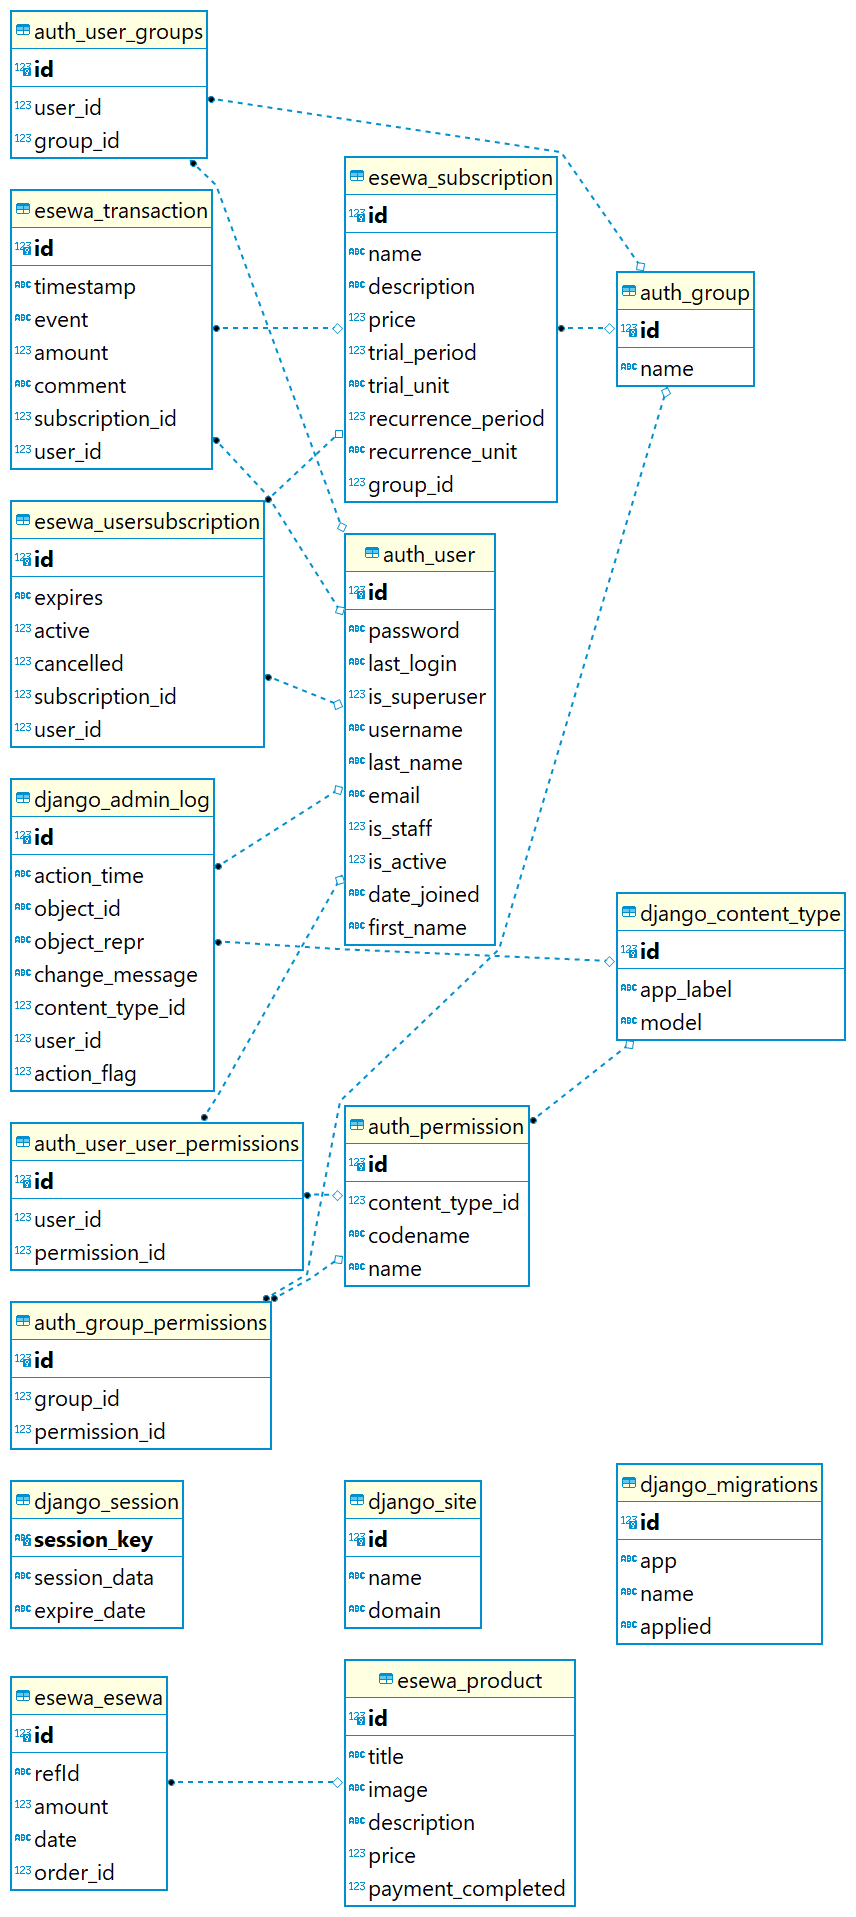 auth_user_groups
id
user_id
group_id
esewa_transaction
id
timestamp
event
amount
comment
subscription_id
user_id
esewa_usersubscription
id
expires
active
cancelled
subscription_id
user_id
django_admin_log
id
action_time
object_id
object_repr
change_message
content_type_id
user_id
action_flag
auth_user_user_permissions
id
user_id
permission_id
auth_group_permissions
id
group_id
permission_id
django_session
session_key
session_data
expire_date
esewa_esewa
id
refId
amount
date
order_id
esewa_subscription
id
name
description
price
trial_period
trial_unit
recurrence_period
recurrence_unit
group_id
auth_user
id
password
last_login
is_superuser
username
last_name
email
is_staff
is_active
date_joined
first_name
auth_permission
id
content_type_id
codename
name
django_site
id
name
domain
esewa_product
id
title
image
description
price
payment_completed
auth_group
id
name
django_content_type
id
app_label
model
django_migrations
id
app
name
applied